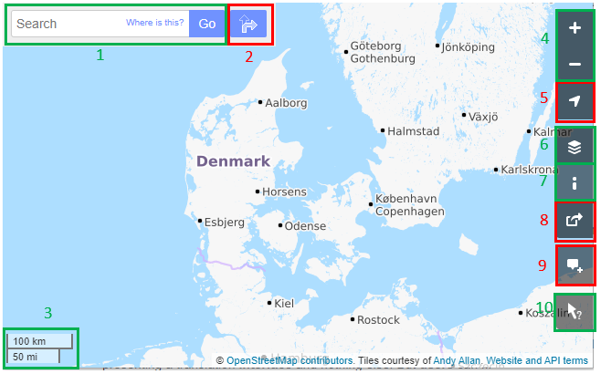 Search Where is this? Go
1
2
4
5
6
7
8
9
10
3
Göteborg
Gothenburg
Jönköping
Aalborg
Växjö
Halmstad
Kalmar
Denmark
Karlskrona
Horsens
København
Copenhagen
Esbjerg
Odense
Kiel
Rostock
Koszalin
100 km
50 mi
© OpenStreetMap contributors. Tiles courtesy of Andy Allan. Website and API terms